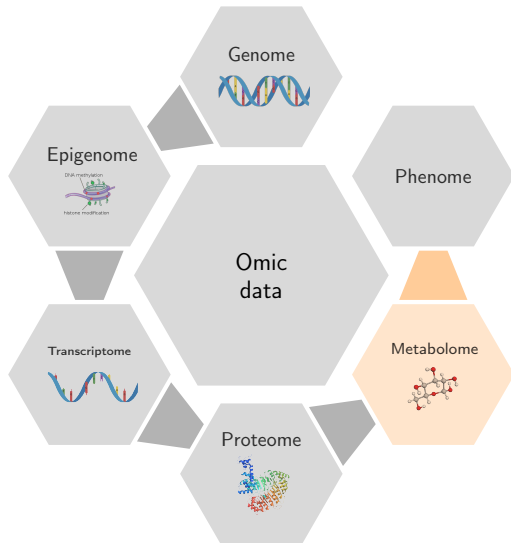 Genome
Epigenome
DNA methylation
histone modification
Phenome
Omic
data
Transcriptome
Metabolome
Proteome